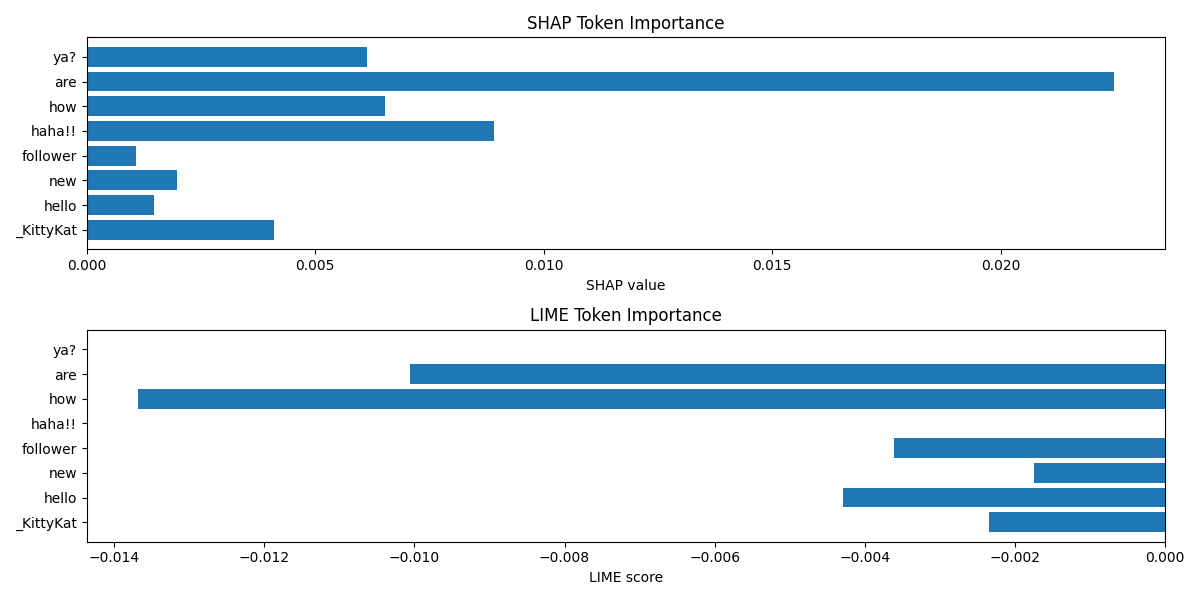 SHAP Token Importance
ya?
are
how
haha!!
follower
new
hello
_KittyKat
0.000 0.005 0.010 0.015 0.020
SHAP value
LIME Token Importance
ya?
are
how
haha!!
follower
new
hello
_KittyKat
−0.014 −0.012 −0.010 −0.008 −0.006 −0.004 −0.002 0.000
LIME score